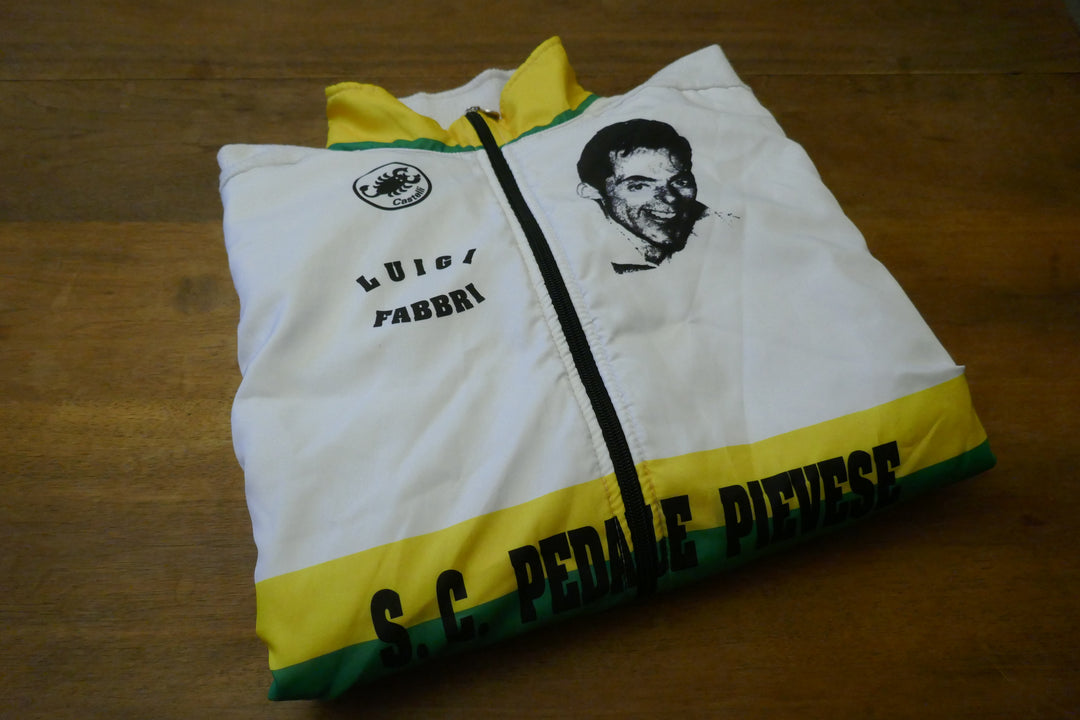 Castelli
LUIGI
FABBRI
S.C. PEDALE PIEVESE